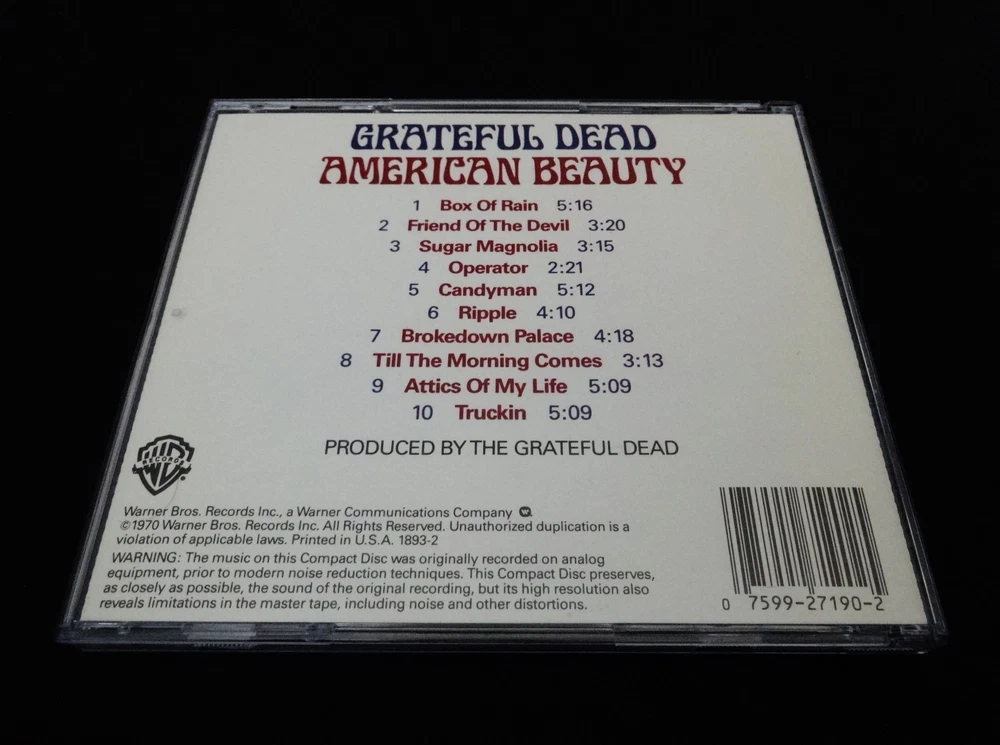 GRATEFUL DEAD
AMERICAN BEAUTY
1 Box Of Rain 5:16
2 Friend Of The Devil 3:20
3 Sugar Magnolia 3:15
4 Operator 2:21
5 Candyman 5:12
6 Ripple 4:10
7 Brokedown Palace 4:18
8 Till The Morning Comes 3:13
9 Attics Of My Life 5:09
10 Truckin 5:09
PRODUCED BY THE GRATEFUL DEAD
WB
RECORDS
Warner Bros. Records Inc., a Warner Communications Company
©1970 Warner Bros. Records Inc. All Rights Reserved. Unauthorized duplication is a
violation of applicable laws. Printed in U.S.A. 1893-2
WARNING: The music on this Compact Disc was originally recorded on analog
equipment, prior to modern noise reduction techniques. This Compact Disc preserves,
as closely as possible, the sound of the original recording, but its high resolution also
reveals limitations in the master tape, including noise and other distortions.
0 7599-27190-2